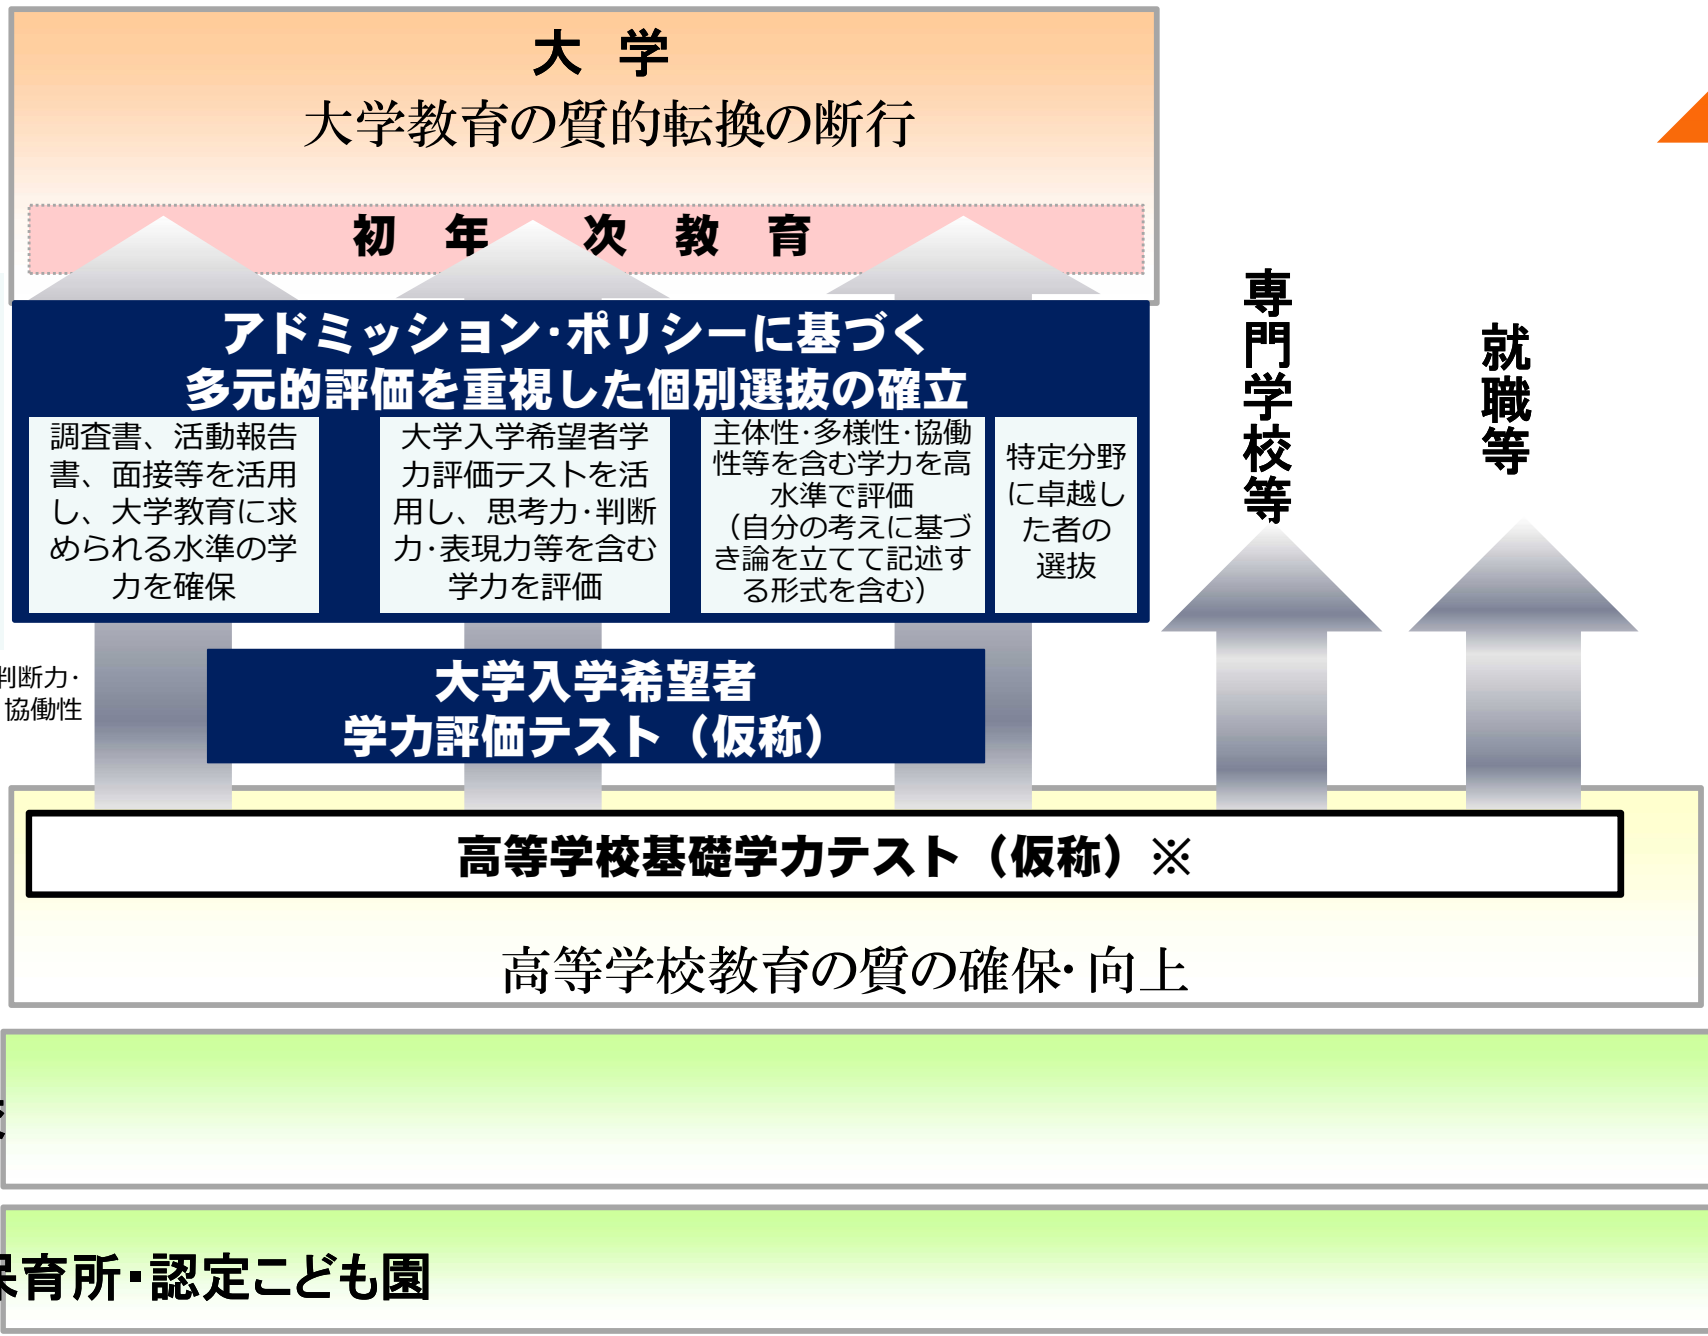 大 学
大学教育の質的転換の断行
初 年 次 教 育
アドミッション･ポリシーに基づく
多元的評価を重視した個別選抜の確立
調査書、活動報告
書、面接等を活用
し、大学教育に求
められる水準の学
力を確保
大学入学希望者学
力評価テストを活
用し、思考力･判断
力･表現力等を含む
学力を評価
主体性･多様性･協働
性等を含む学力を高
水準で評価
（自分の考えに基づ
き論を立てて記述す
る形式を含む）
特定分野
に卓越し
た者の
選抜
専門学校等
就職等
判断力･
協働性
大学入学希望者
学力評価テスト（仮称）
高等学校基礎学力テスト（仮称）※
高等学校教育の質の確保･向上
育所･認定こども園